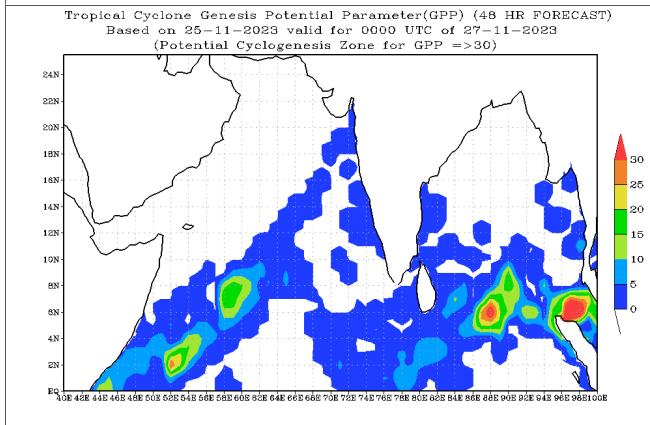 Tropical Cyclone Genesis Potential Parameter(GPP) (48 HR FORECAST)
Based on 25-11-2023 valid for 0000 UTC of 27-11-2023
(Potential Cyclogenesis Zone for GPP =>30)
24N
22N
20N
18N
16N
14N
12N
10N
8N
6N
4N
2N
EQ
40E 42E 44E 46E 48E 50E 52E 54E 56E 58E 60E 62E 64E 66E 68E 70E 72E 74E 76E 78E 80E 82E 84E 86E 88E 90E 92E 94E 96E 98E 100E
30
25
20
15
10
5
0